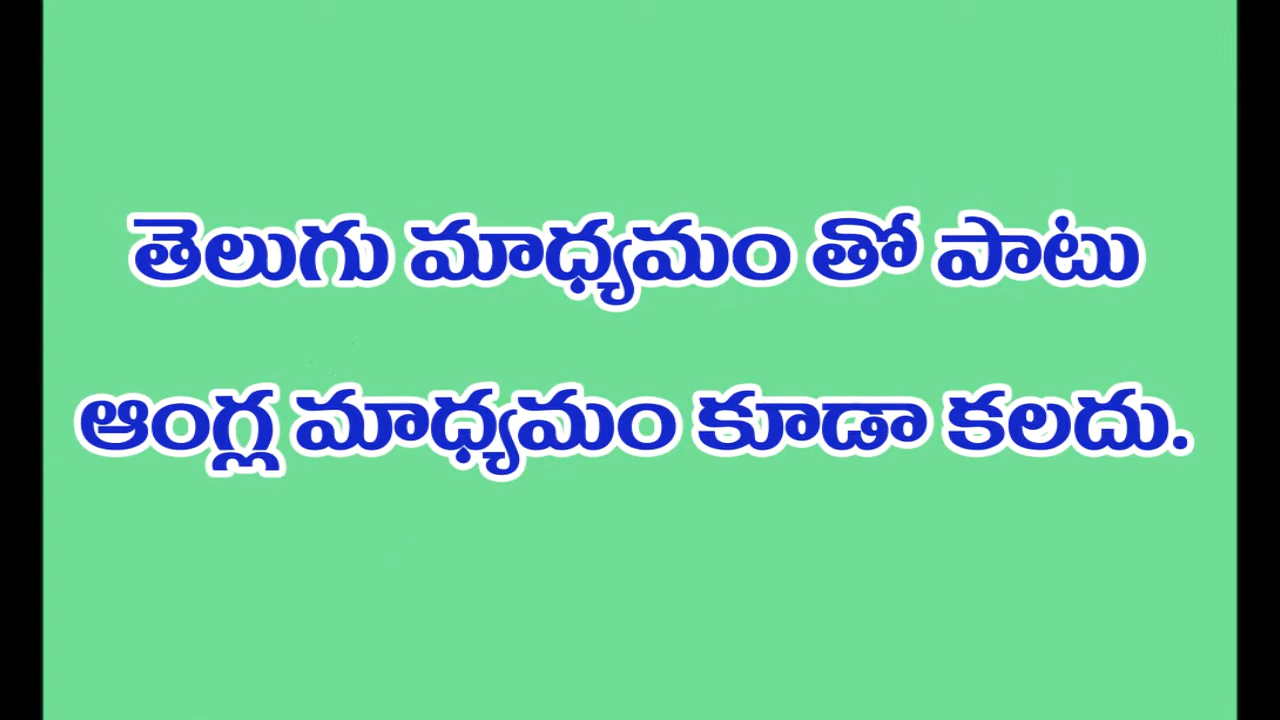 తెలుగు మాధ్యమం తో పాటు
ఆంగ్ల మాధ్యమం కూడా కలదు.